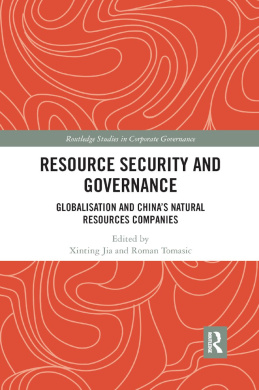 Routledge Studies in Corporate Governance
RESOURCE SECURITY AND
GOVERNANCE
GLOBALISATION AND CHINA'S NATURAL
RESOURCES COMPANIES
Edited by
Xinting Jia and Roman Tomasic
ROUTLEDGE